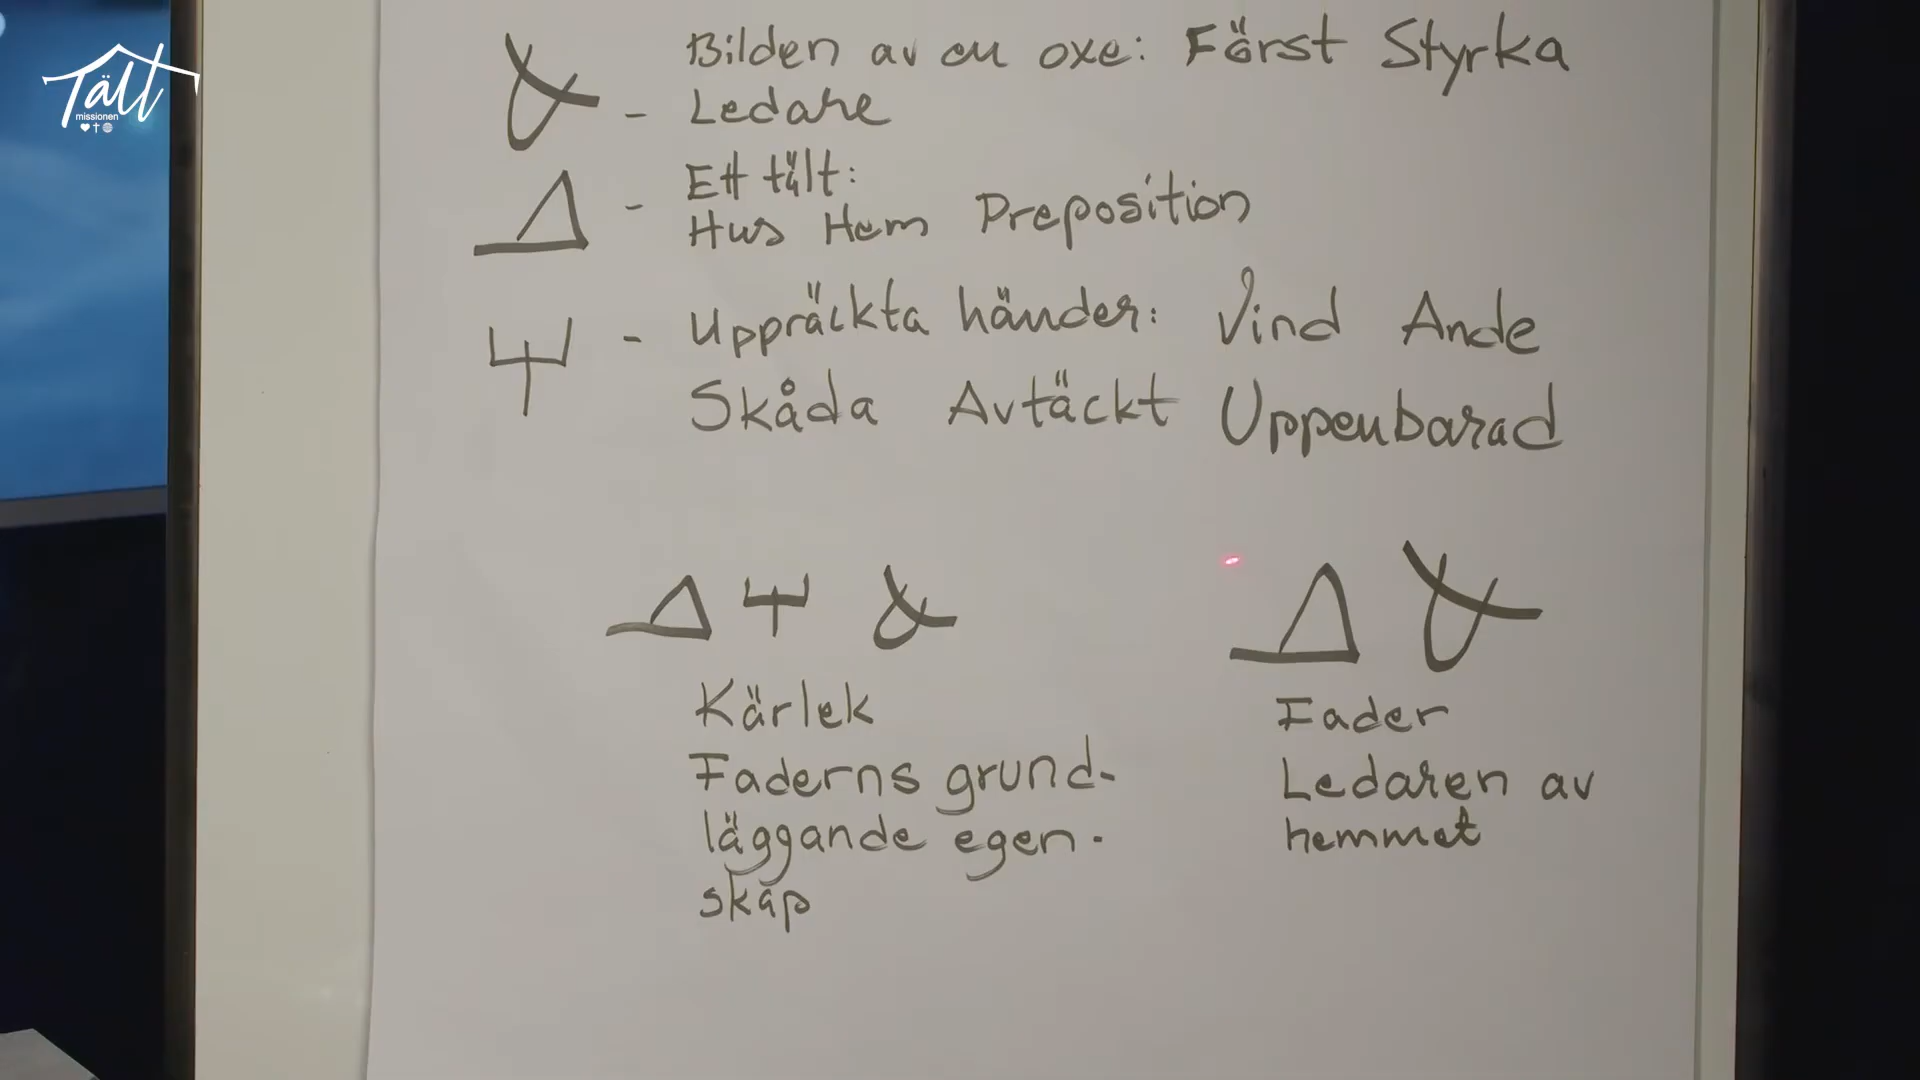 Tält
missionen
Bilden av en oxe: Först Styrka
- Ledare
- Ett tält:
Hus Hem Preposition
- Uppräckta händer: Vind Ande
Skåda Avtäckt Uppenbarad
Kärlek
Faderns grund-
läggande egen-
skap
Fader
Ledaren av
hemmet